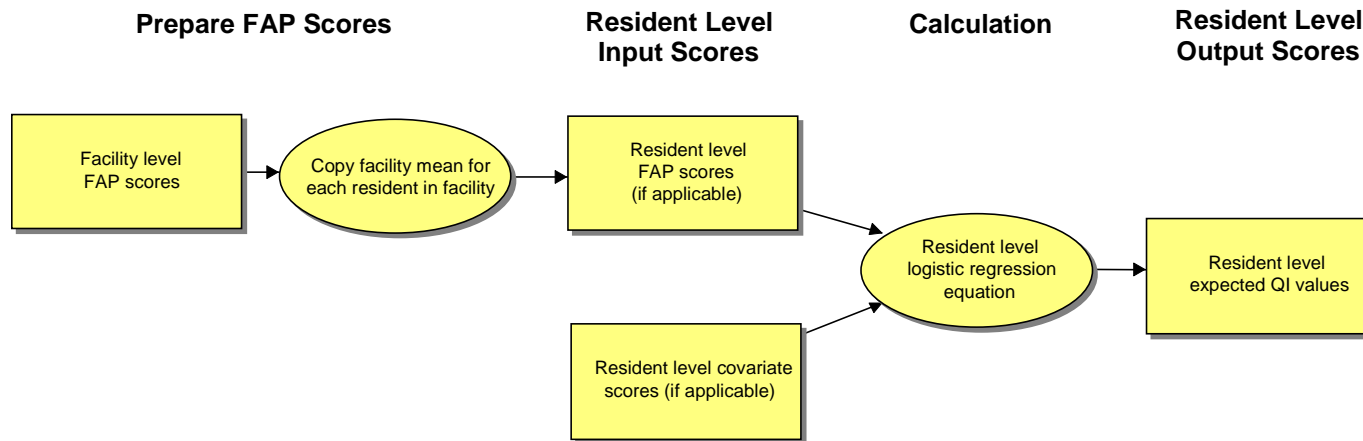 Prepare FAP Scores
Resident Level
Input Scores
Calculation
Resident Level
Output Scores
Facility level
FAP scores
Copy facility mean for
each resident in facility
Resident level
FAP scores
(if applicable)
Resident level
logistic regression
equation
Resident level
expected QI values
Resident level covariate
scores (if applicable)